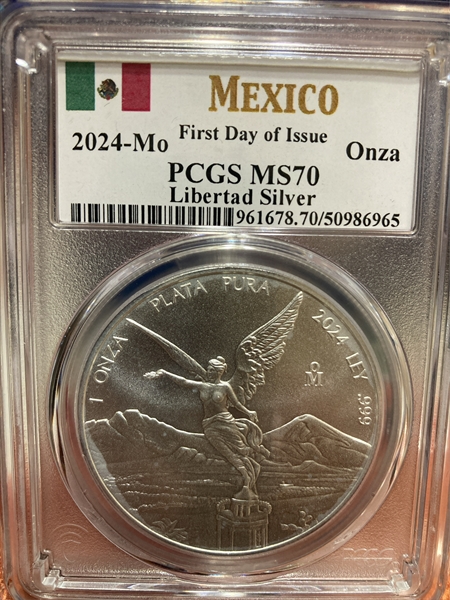 MEXICO
2024-Mo First Day of Issue Onza
PCGS MS70
Libertad Silver
961678.70/50986965
1 ONZA PLATA PURA 2024 LEY .999
M